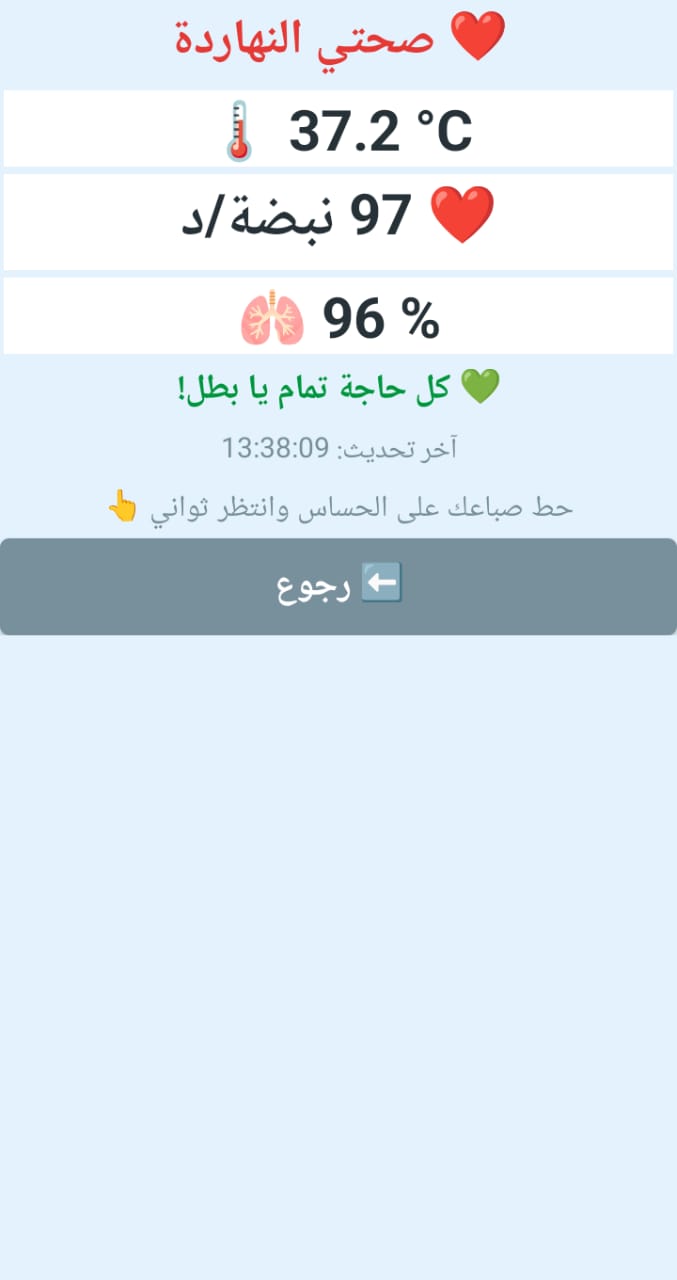 ❤️ صحتي النهاردة
🌡️ 37.2 °C
❤️ 97 نبضة/د
🫁 96 %
💚 كل حاجة تمام يا بطل!
آخر تحديث: 13:38:09
حط صباعك على الحساس وانتظر ثواني 👆
⬅️ رجوع